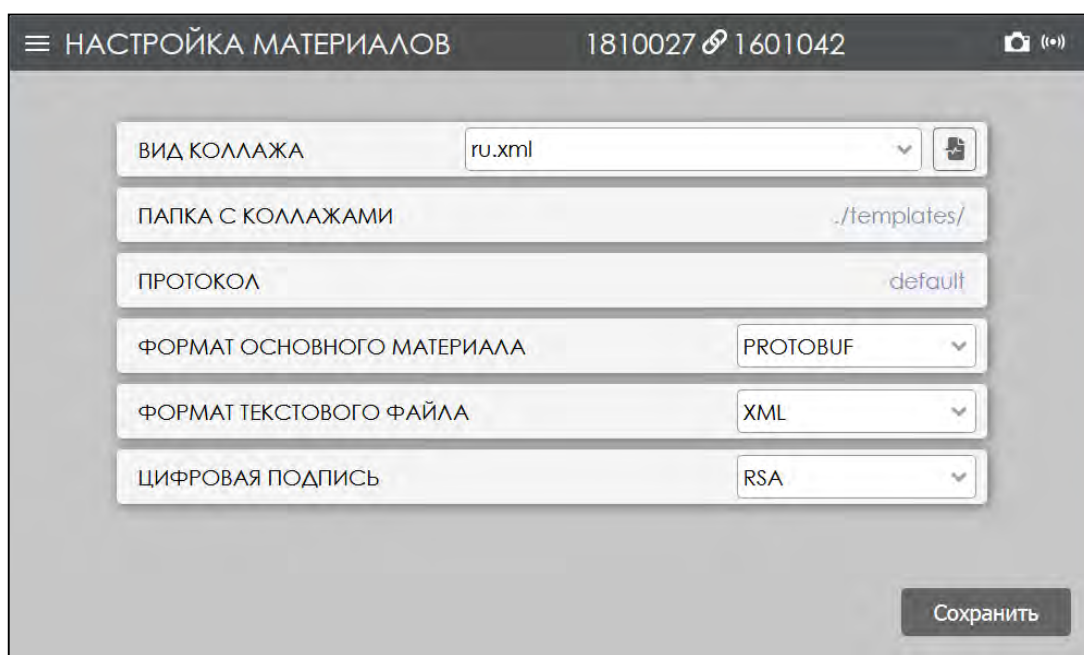 НАСТРОЙКА МАТЕРИАЛОВ 1810027 1601042
ВИД КОЛЛАЖА ru.xml
ПАПКА С КОЛЛАЖАМИ ./templates/
ПРОТОКОЛ default
ФОРМАТ ОСНОВНОГО МАТЕРИАЛА PROTOBUF
ФОРМАТ ТЕКСТОВОГО ФАЙЛА XML
ЦИФРОВАЯ ПОДПИСЬ RSA
Сохранить